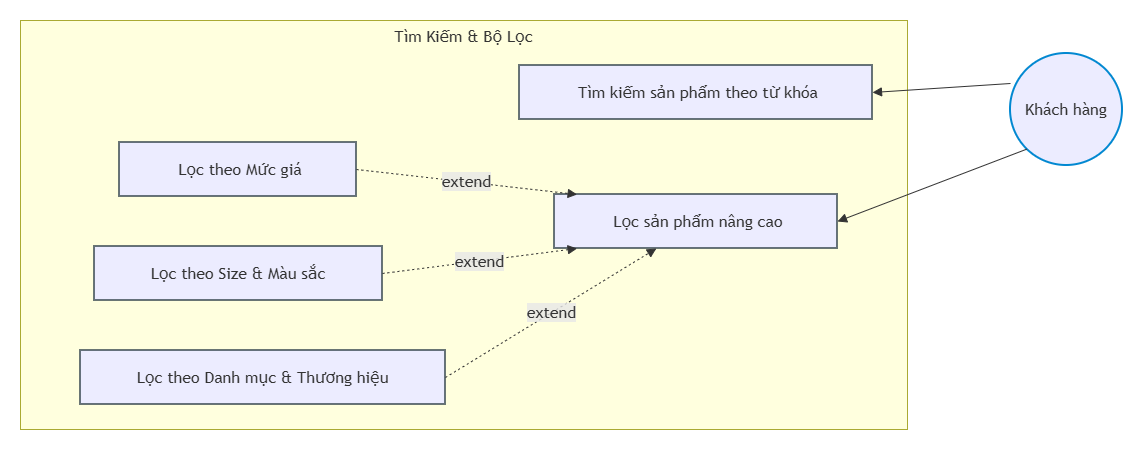 Tìm Kiếm & Bộ Lọc
Tìm kiếm sản phẩm theo từ khóa
Khách hàng
Lọc theo Mức giá
extend
Lọc sản phẩm nâng cao
Lọc theo Size & Màu sắc
extend
extend
Lọc theo Danh mục & Thương hiệu